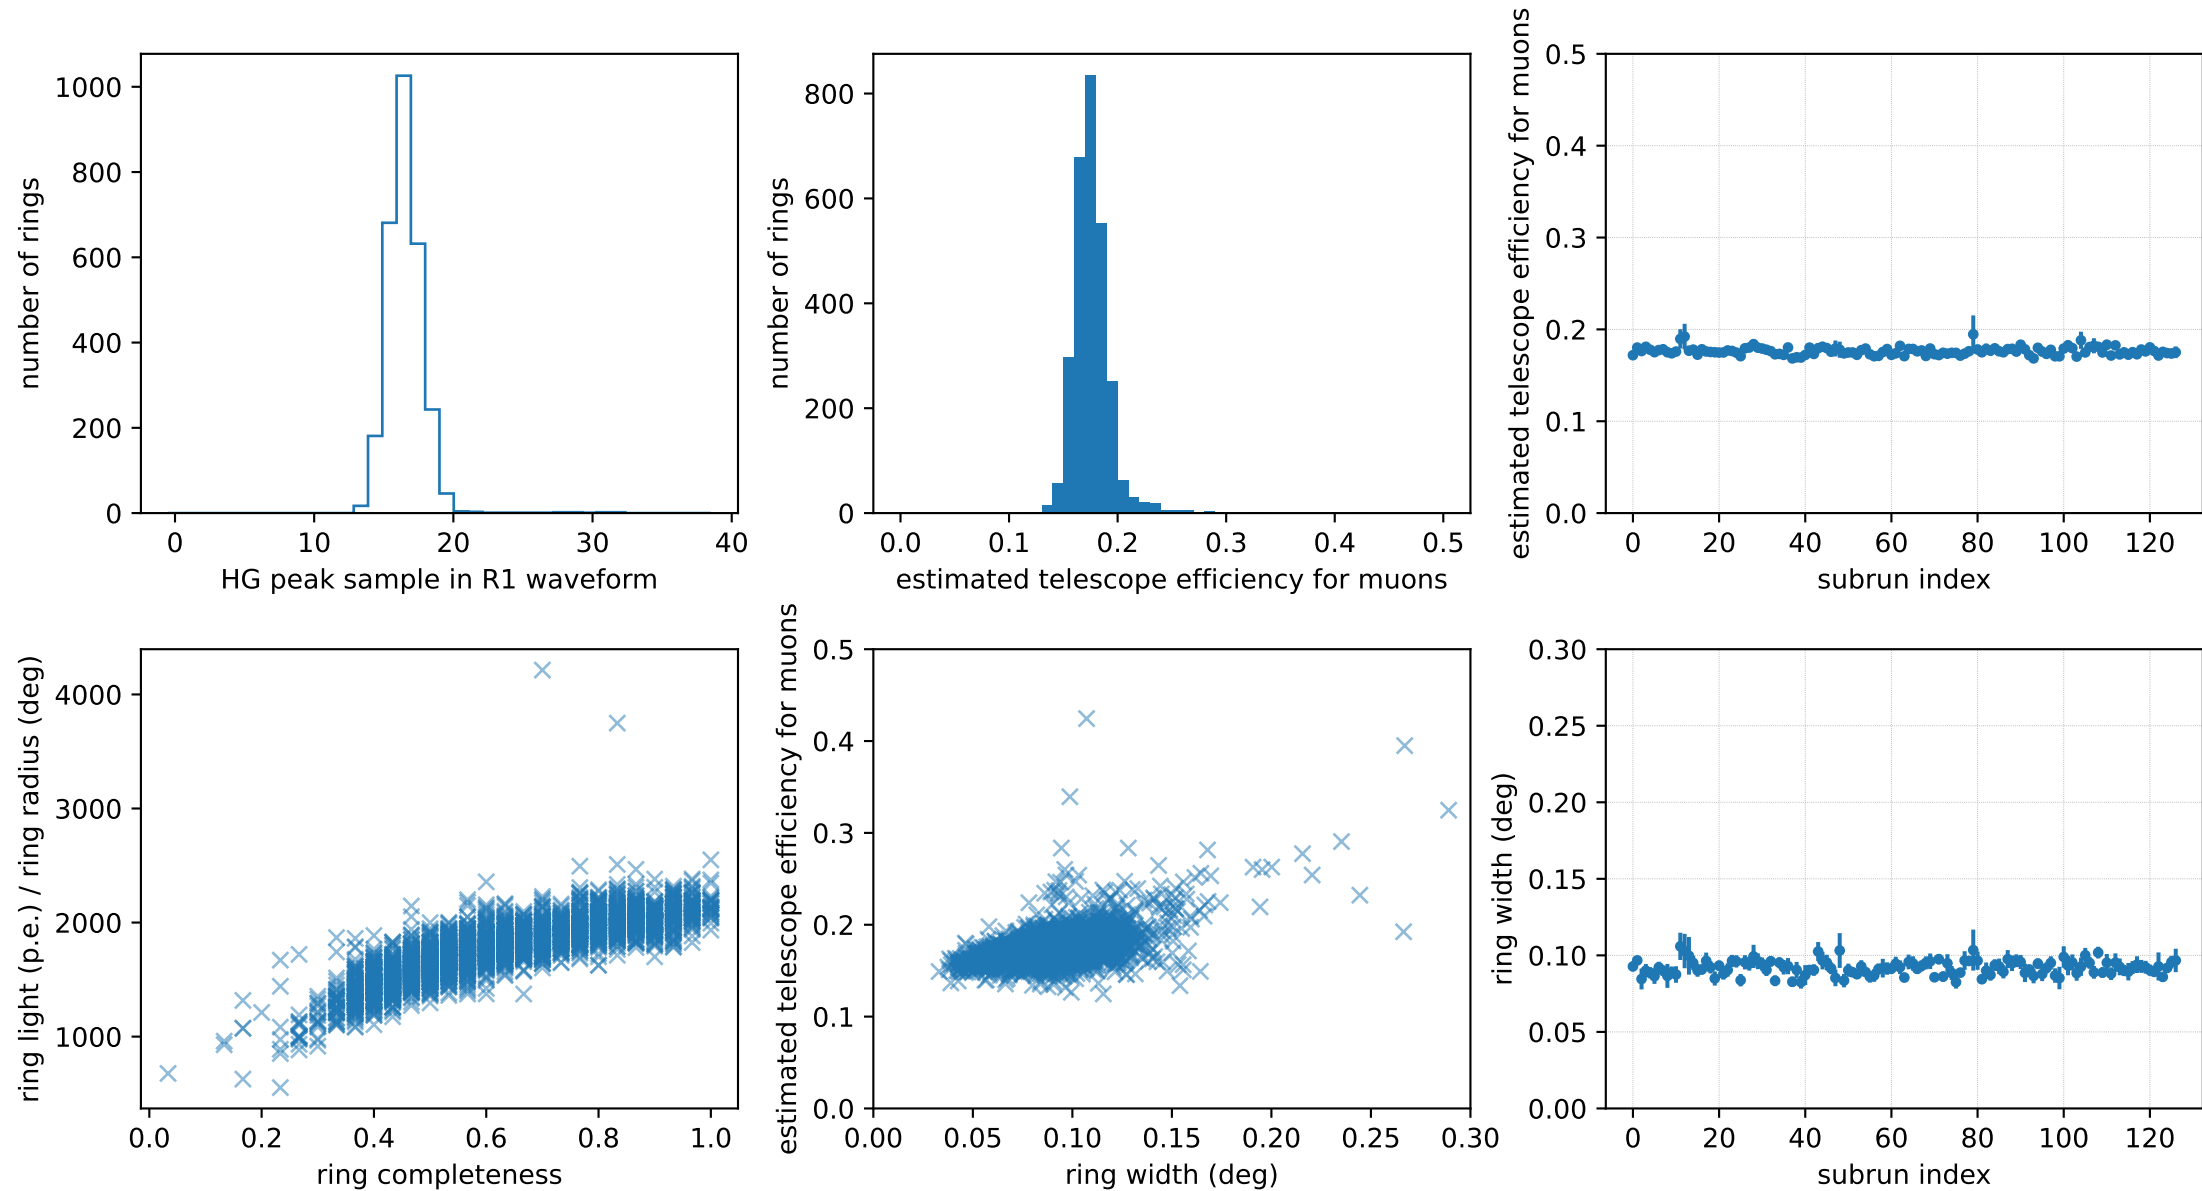 number of rings
1000
800
600
400
200
0
0 10 20 30 40
HG peak sample in R1 waveform
number of rings
800
600
400
200
0
0.0 0.1 0.2 0.3 0.4 0.5
estimated telescope efficiency for muons
estimated telescope efficiency for muons
0.5
0.4
0.3
0.2
0.1
0.0
0 20 40 60 80 100 120
subrun index
ring light (p.e.) / ring radius (deg)
4000
3000
2000
1000
0.0 0.2 0.4 0.6 0.8 1.0
ring completeness
estimated telescope efficiency for muons
0.5
0.4
0.3
0.2
0.1
0.0
0.00 0.05 0.10 0.15 0.20 0.25 0.30
ring width (deg)
ring width (deg)
0.30
0.25
0.20
0.15
0.10
0.05
0.00
0 20 40 60 80 100 120
subrun index